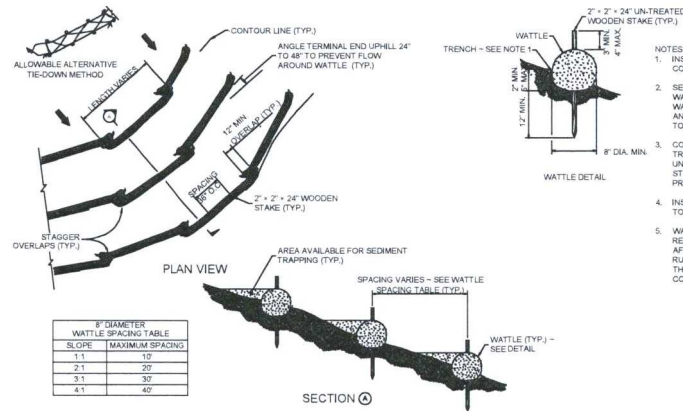 ALLOWABLE ALTERNATIVE
TIE-DOWN METHOD
LENGTH VARIES
A
CONTOUR LINE (TYP.)
ANGLE TERMINAL END UPHILL 24"
TO 48" TO PREVENT FLOW
AROUND WATTLE (TYP.)
12" MIN.
OVERLAP (TYP.)
SPACING
O.C.
2" × 2" × 24" WOODEN
STAKE (TYP.)
STAGGER
OVERLAPS (TYP.)
PLAN VIEW
2" × 2" × 24" UN-TREATED
WOODEN STAKE (TYP.)
WATTLE
TRENCH ~ SEE NOTE 1
3" MIN.
4" MAX.
2" MIN.
MAX.
12" MIN.
8" DIA. MIN.
WATTLE DETAIL
NOTES
1. INS
CO
2. SE
WA
WA
AN
TO
3. CO
TR
UN
ST
PR
4. INS
TO
5. WA
RE
AF
RU
TH
CO
AREA AVAILABLE FOR SEDIMENT
TRAPPING (TYP.)
SPACING VARIES ~ SEE WATTLE
SPACING TABLE (TYP.)
WATTLE (TYP.) ~
SEE DETAIL
SECTION A
8" DIAMETER
WATTLE SPACING TABLE
SLOPE MAXIMUM SPACING
1:1 10'
2:1 20'
3:1 30'
4:1 40'